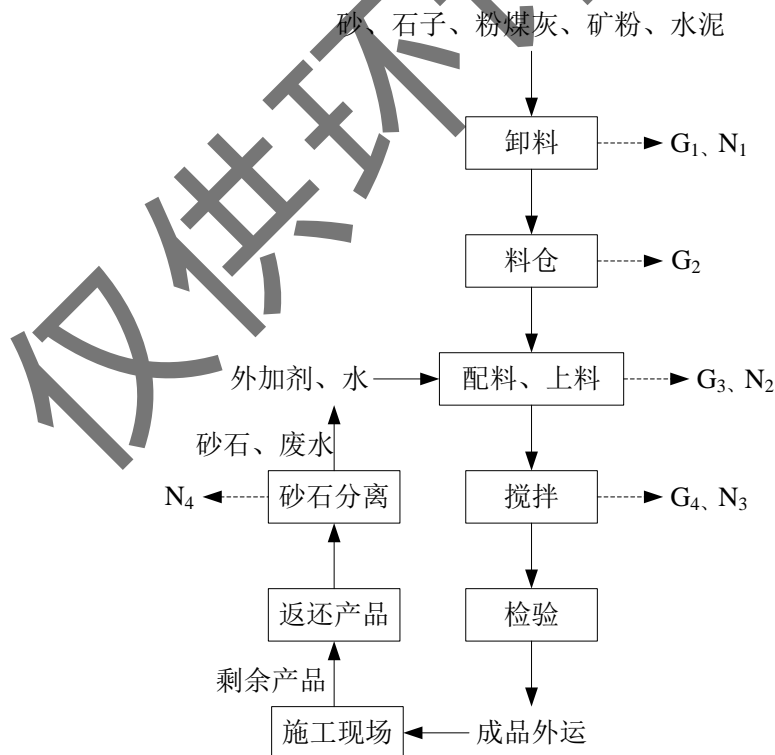 砂、石子、粉煤灰、矿粉、水泥
卸料
G₁、N₁
料仓
G₂
外加剂、水
配料、上料
G₃、N₂
砂石、废水
N₄
砂石分离
搅拌
G₄、N₃
返还产品
检验
剩余产品
施工现场
成品外运
仅供环